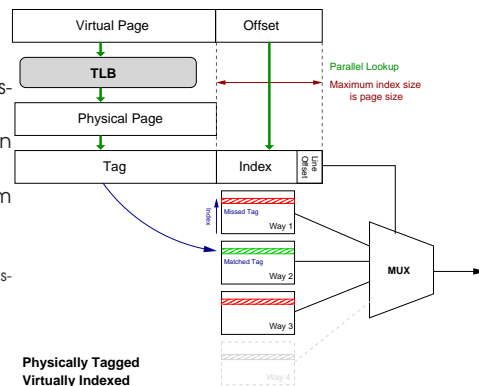 Virtual Page Offset
Parallel Lookup
TLB
s-
Maximum index size
is page size
Physical Page
n
Tag Index Line Offset
m
Index
Missed Tag
Way 1
Matched Tag
Way 2
MUX
s-
Way 3
Physically Tagged
Virtually Indexed
Way 4